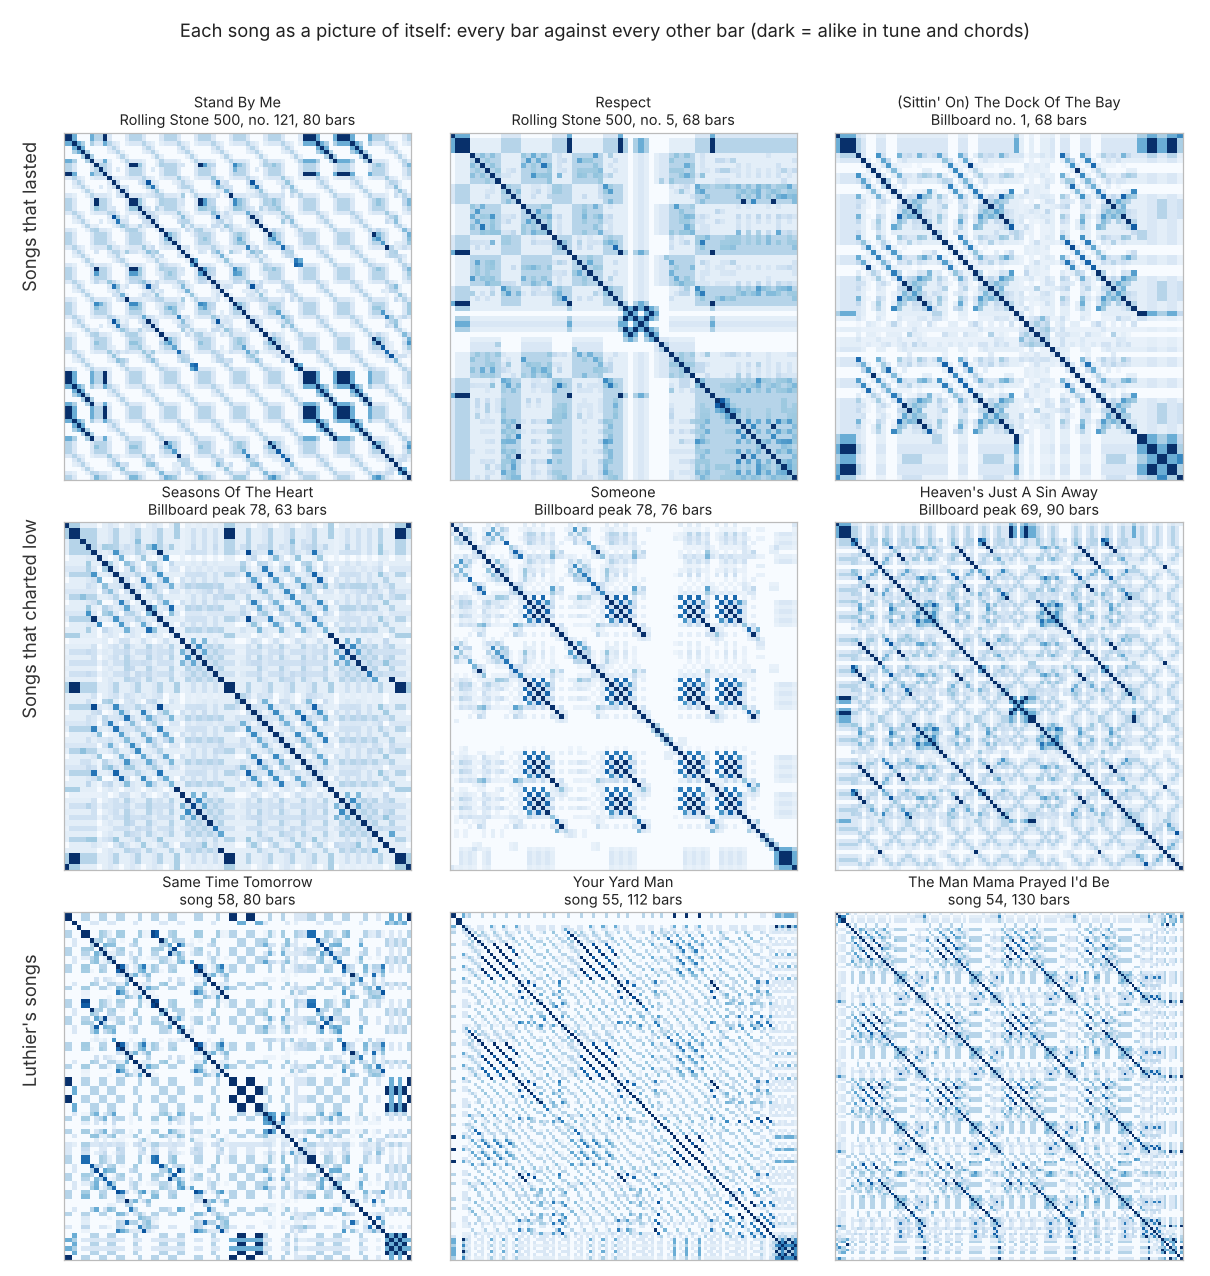 Each song as a picture of itself: every bar against every other bar (dark = alike in tune and chords)
Songs that lasted
Stand By Me
Rolling Stone 500, no. 121, 80 bars
Respect
Rolling Stone 500, no. 5, 68 bars
(Sittin' On) The Dock Of The Bay
Billboard no. 1, 68 bars
Songs that charted low
Seasons Of The Heart
Billboard peak 78, 63 bars
Someone
Billboard peak 78, 76 bars
Heaven's Just A Sin Away
Billboard peak 69, 90 bars
Luthier's songs
Same Time Tomorrow
song 58, 80 bars
Your Yard Man
song 55, 112 bars
The Man Mama Prayed I'd Be
song 54, 130 bars